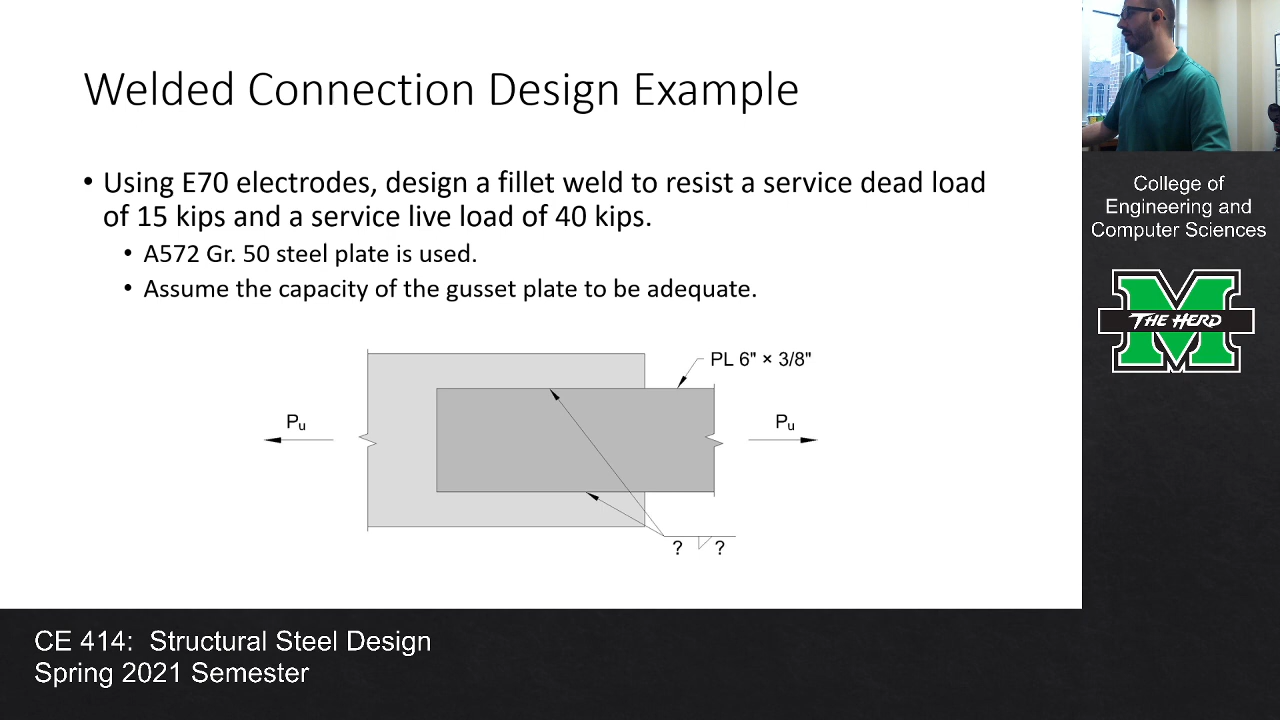 Welded Connection Design Example
• Using E70 electrodes, design a fillet weld to resist a service dead load
of 15 kips and a service live load of 40 kips.
• A572 Gr. 50 steel plate is used.
• Assume the capacity of the gusset plate to be adequate.
PL 6" × 3/8"
Pu
Pu
? ?
College of
Engineering and
Computer Sciences
THE HERD
CE 414: Structural Steel Design
Spring 2021 Semester